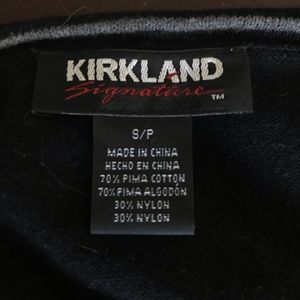 KIRKLAND
Signature
TM
S/P
MADE IN CHINA
HECHO EN CHINA
70% PIMA COTTON
70% PIMA ALGODÓN
30% NYLON
30% NYLON